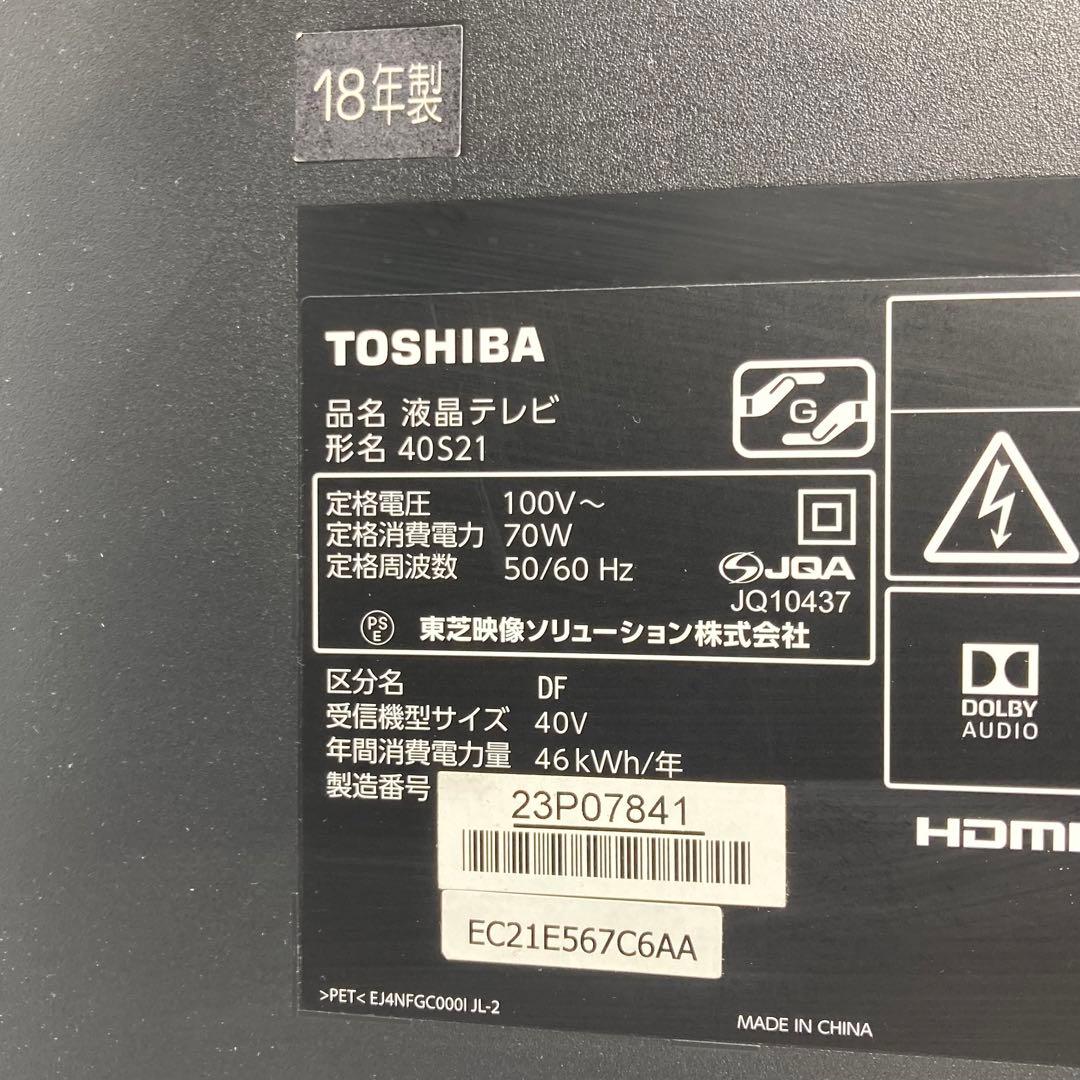 18年製
TOSHIBA
品名 液晶テレビ
形名 40S21
G
定格電圧 100V～
定格消費電力 70W
定格周波数 50/60 Hz
JQA
JQ10437
PS
E
東芝映像ソリューション株式会社
区分名 DF
受信機型サイズ 40V
年間消費電力量 46kWh/年
製造番号
23P07841
EC21E567C6AA
>PET< EJ4NFGC000I JL-2
MADE IN CHINA
DOLBY
AUDIO
HDMI